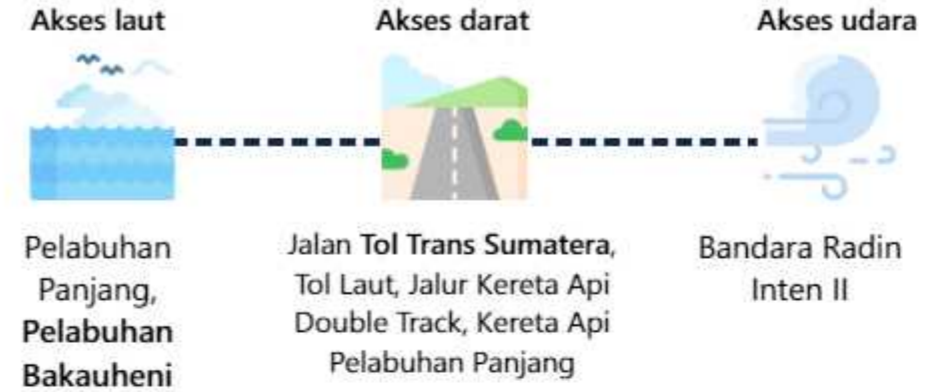 Akses laut
Akses darat
Akses udara
Pelabuhan
Panjang,
Pelabuhan
Bakauheni
Jalan Tol Trans Sumatera,
Tol Laut, Jalur Kereta Api
Double Track, Kereta Api
Pelabuhan Panjang
Bandara Radin
Inten II